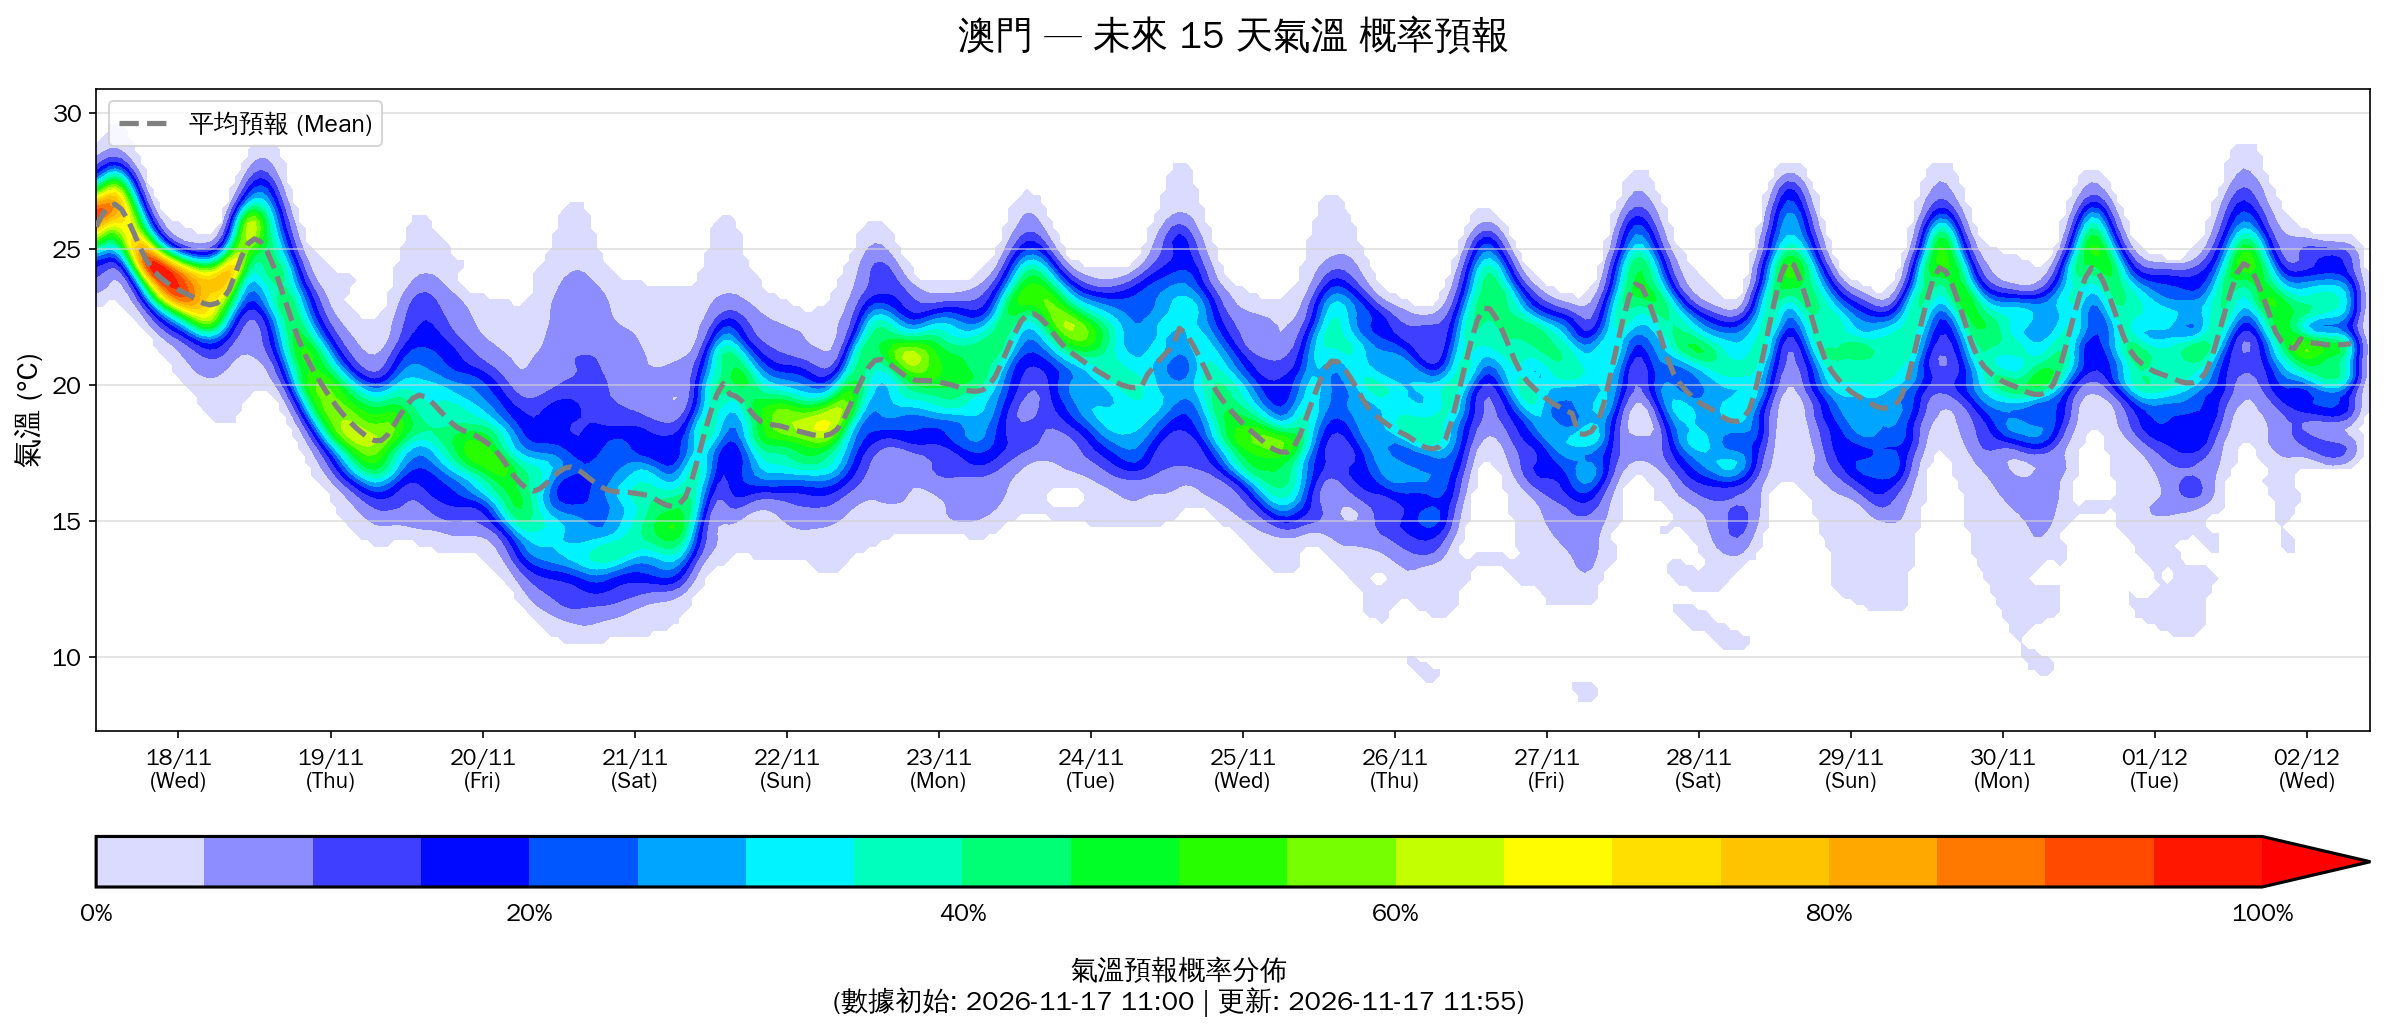 澳門 — 未來 15 天氣溫 概率預報
平均預報 (Mean)
氣溫 (°C)
30
25
20
15
10
18/11 19/11 20/11 21/11 22/11 23/11 24/11 25/11 26/11 27/11 28/11 29/11 30/11 01/12 02/12
(Wed) (Thu) (Fri) (Sat) (Sun) (Mon) (Tue) (Wed) (Thu) (Fri) (Sat) (Sun) (Mon) (Tue) (Wed)
0% 20% 40% 60% 80% 100%
氣溫預報概率分佈
(數據初始: 2026-11-17 11:00 | 更新: 2026-11-17 11:55)